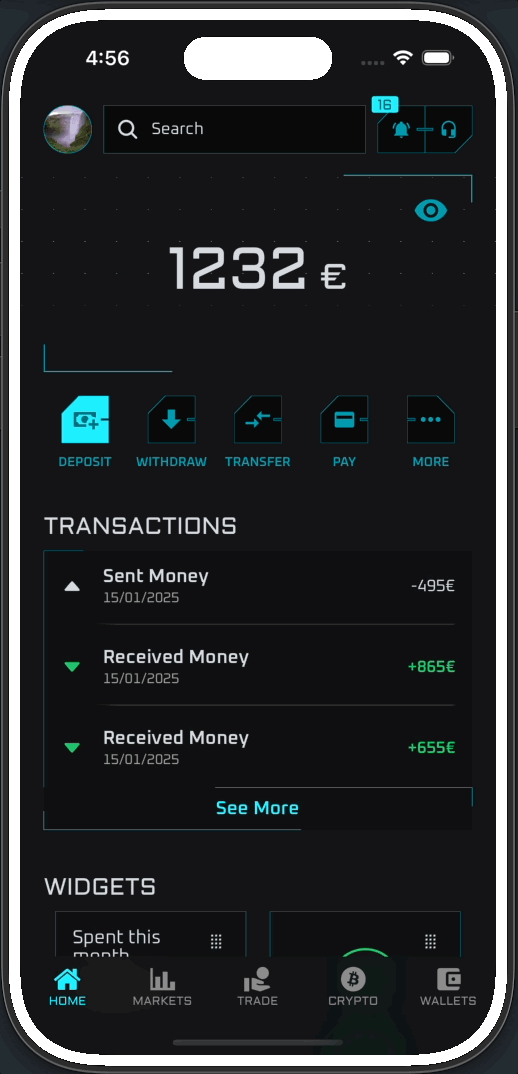 4:56
16
Search
1232 €
DEPOSIT
WITHDRAW
TRANSFER
PAY
MORE
TRANSACTIONS
Sent Money
-495€
15/01/2025
Received Money
+865€
15/01/2025
Received Money
+655€
15/01/2025
See More
WIDGETS
Spent this
month
HOME
MARKETS
TRADE
CRYPTO
WALLETS